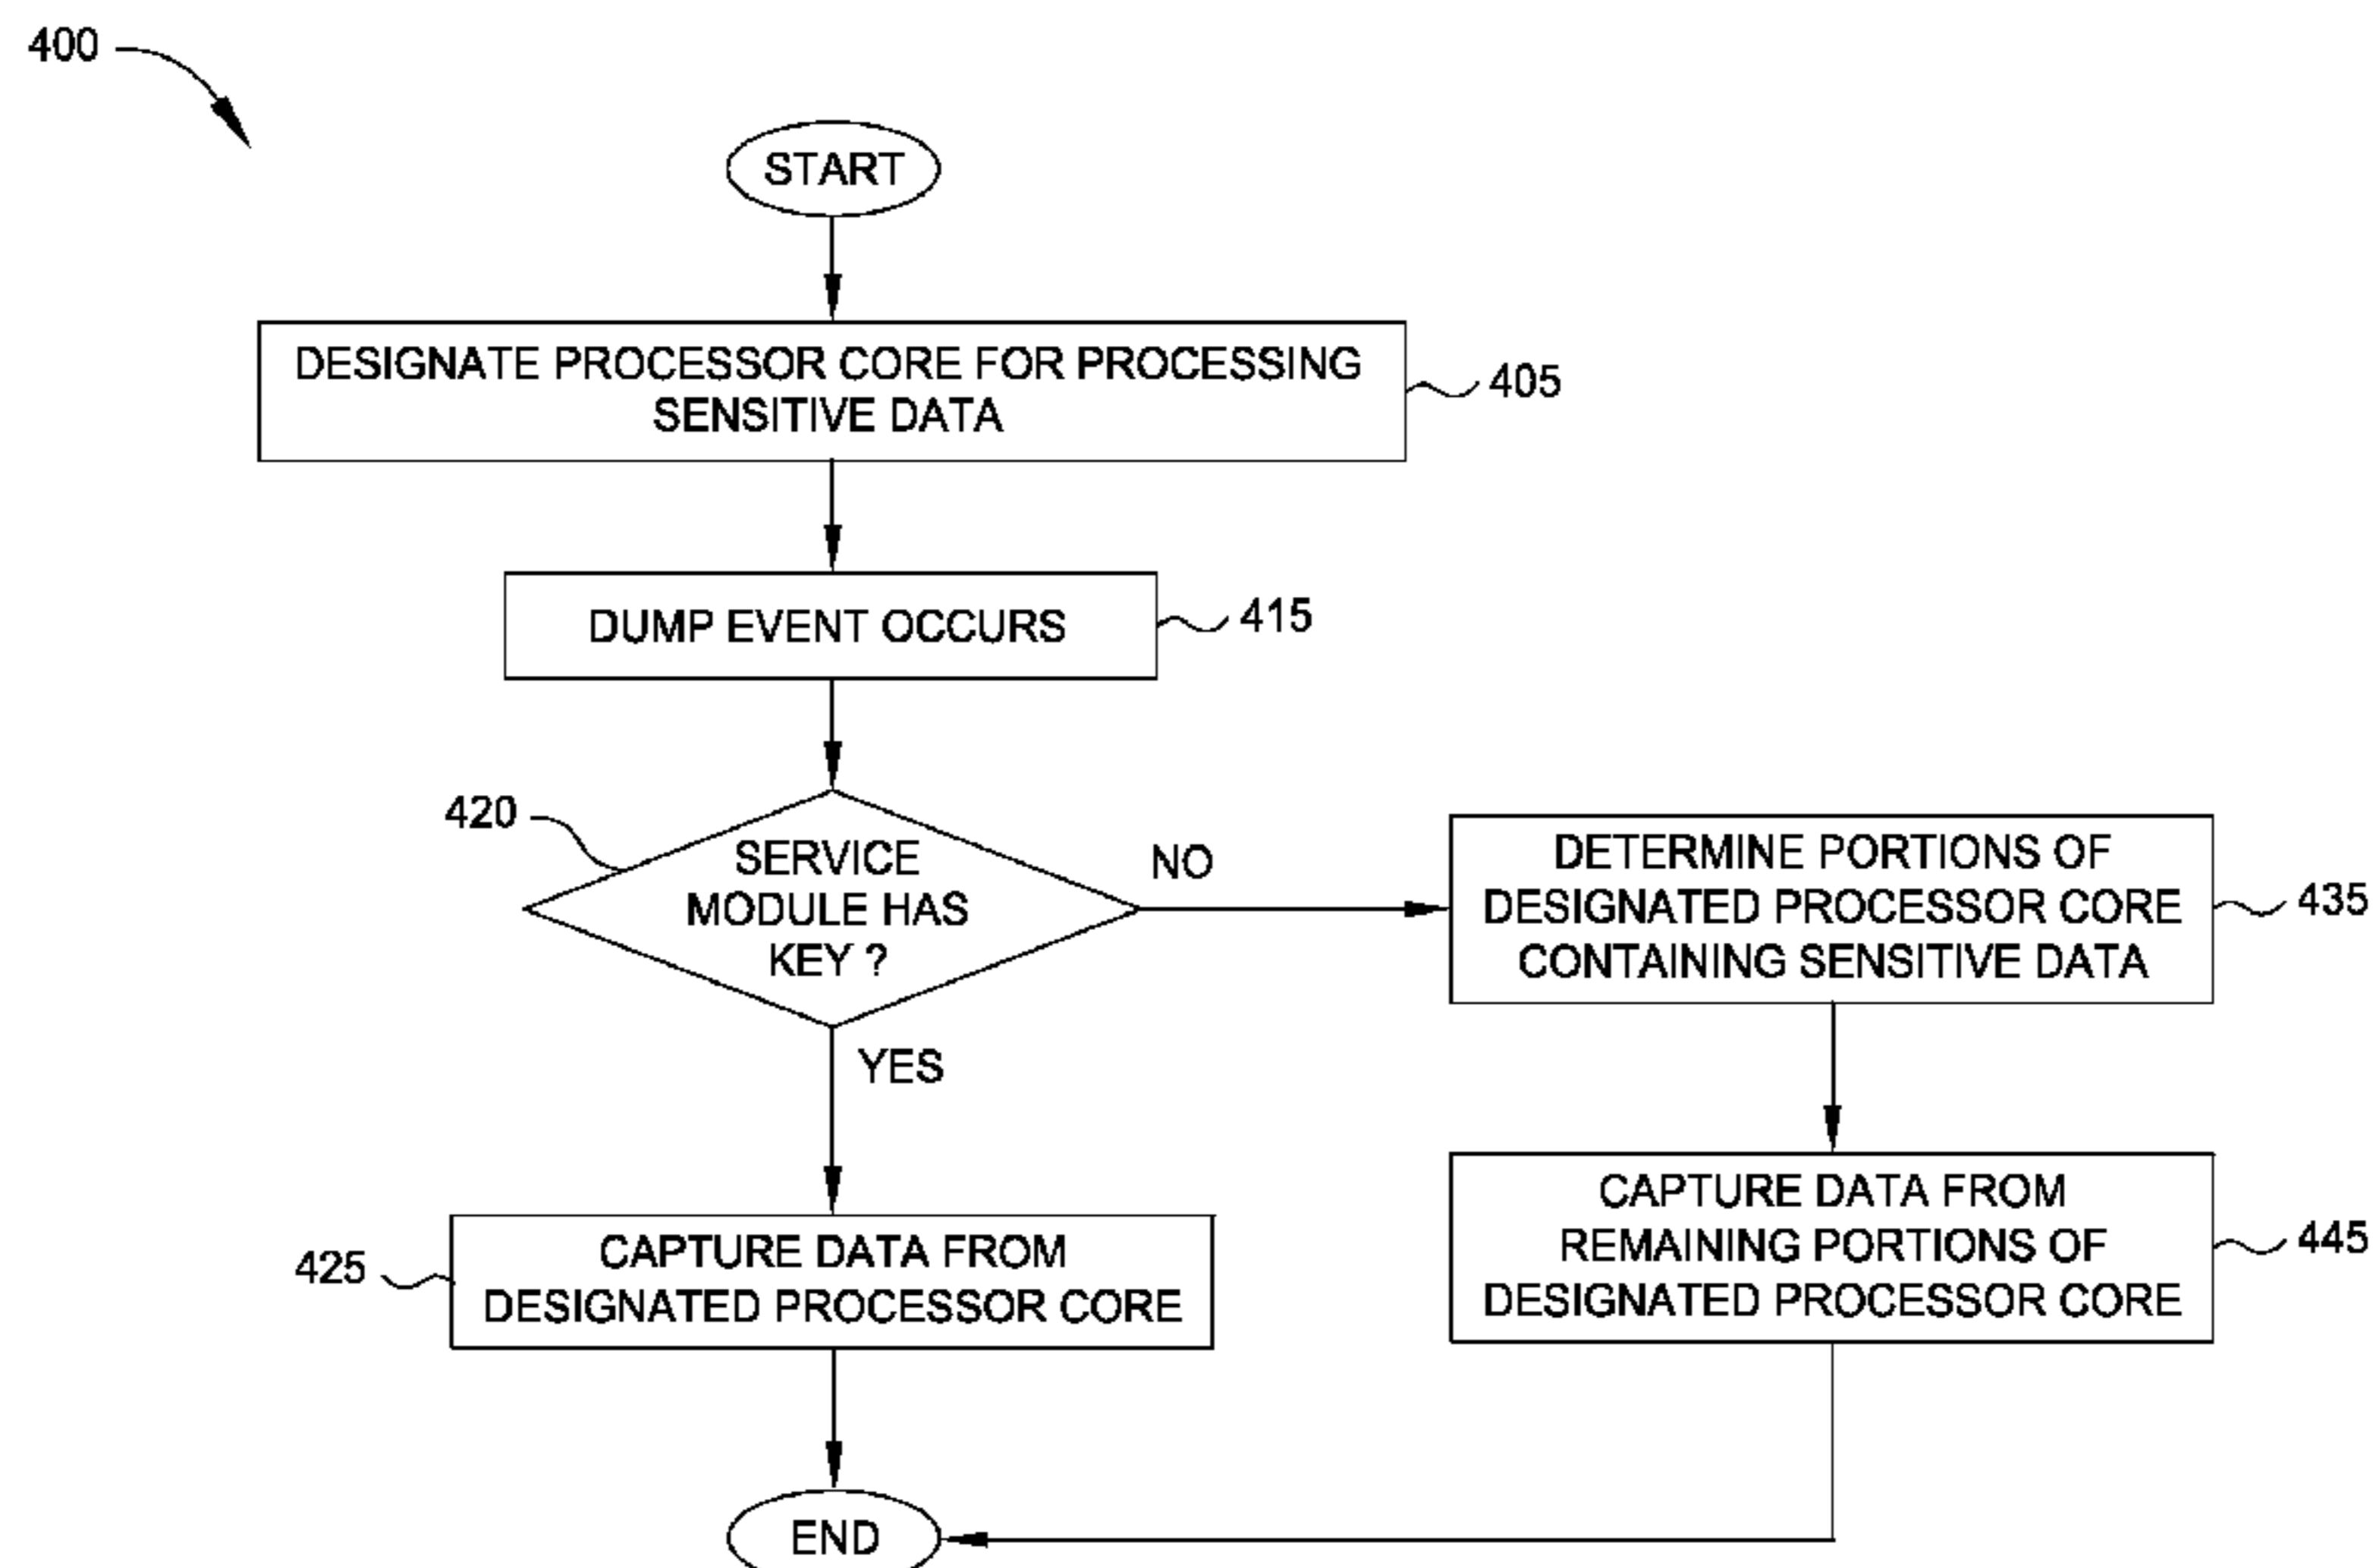 400
START
DESIGNATE PROCESSOR CORE FOR PROCESSING
SENSITIVE DATA
405
DUMP EVENT OCCURS
415
420
SERVICE
MODULE HAS
KEY ?
NO
YES
DETERMINE PORTIONS OF
DESIGNATED PROCESSOR CORE
CONTAINING SENSITIVE DATA
435
CAPTURE DATA FROM
REMAINING PORTIONS OF
DESIGNATED PROCESSOR CORE
445
425
CAPTURE DATA FROM
DESIGNATED PROCESSOR CORE
END